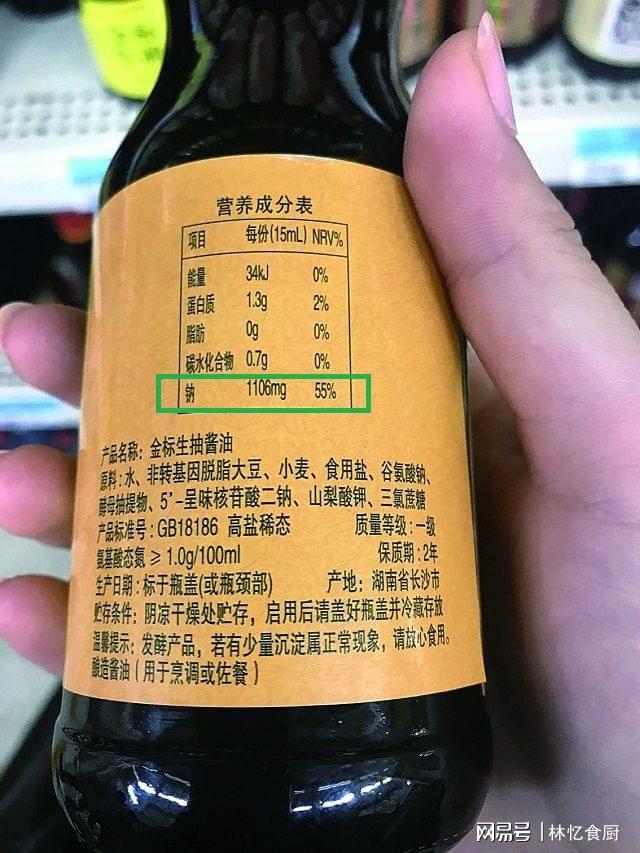 营养成分表
项目 每份(15mL) NRV%
能量 34kJ 0%
蛋白质 1.3g 2%
脂肪 0g 0%
碳水化合物 0.7g 0%
钠 1106mg 55%
产品名称：金标生抽酱油
原料：水、非转基因脱脂大豆、小麦、食用盐、谷氨酸钠、
酵母抽提物、5'-呈味核苷酸二钠、山梨酸钾、三氯蔗糖
产品标准号：GB18186 高盐稀态 质量等级：一级
氨基酸态氮≥1.0g/100ml 保质期：2年
生产日期：标于瓶盖(或瓶颈部) 产地：湖南省长沙市
贮存条件：阴凉干燥处贮存，启用后请盖好瓶盖并冷藏存放
温馨提示：发酵产品，若有少量沉淀属正常现象，请放心食用。
酿造酱油（用于烹调或佐餐）
网易号 | 林忆食厨